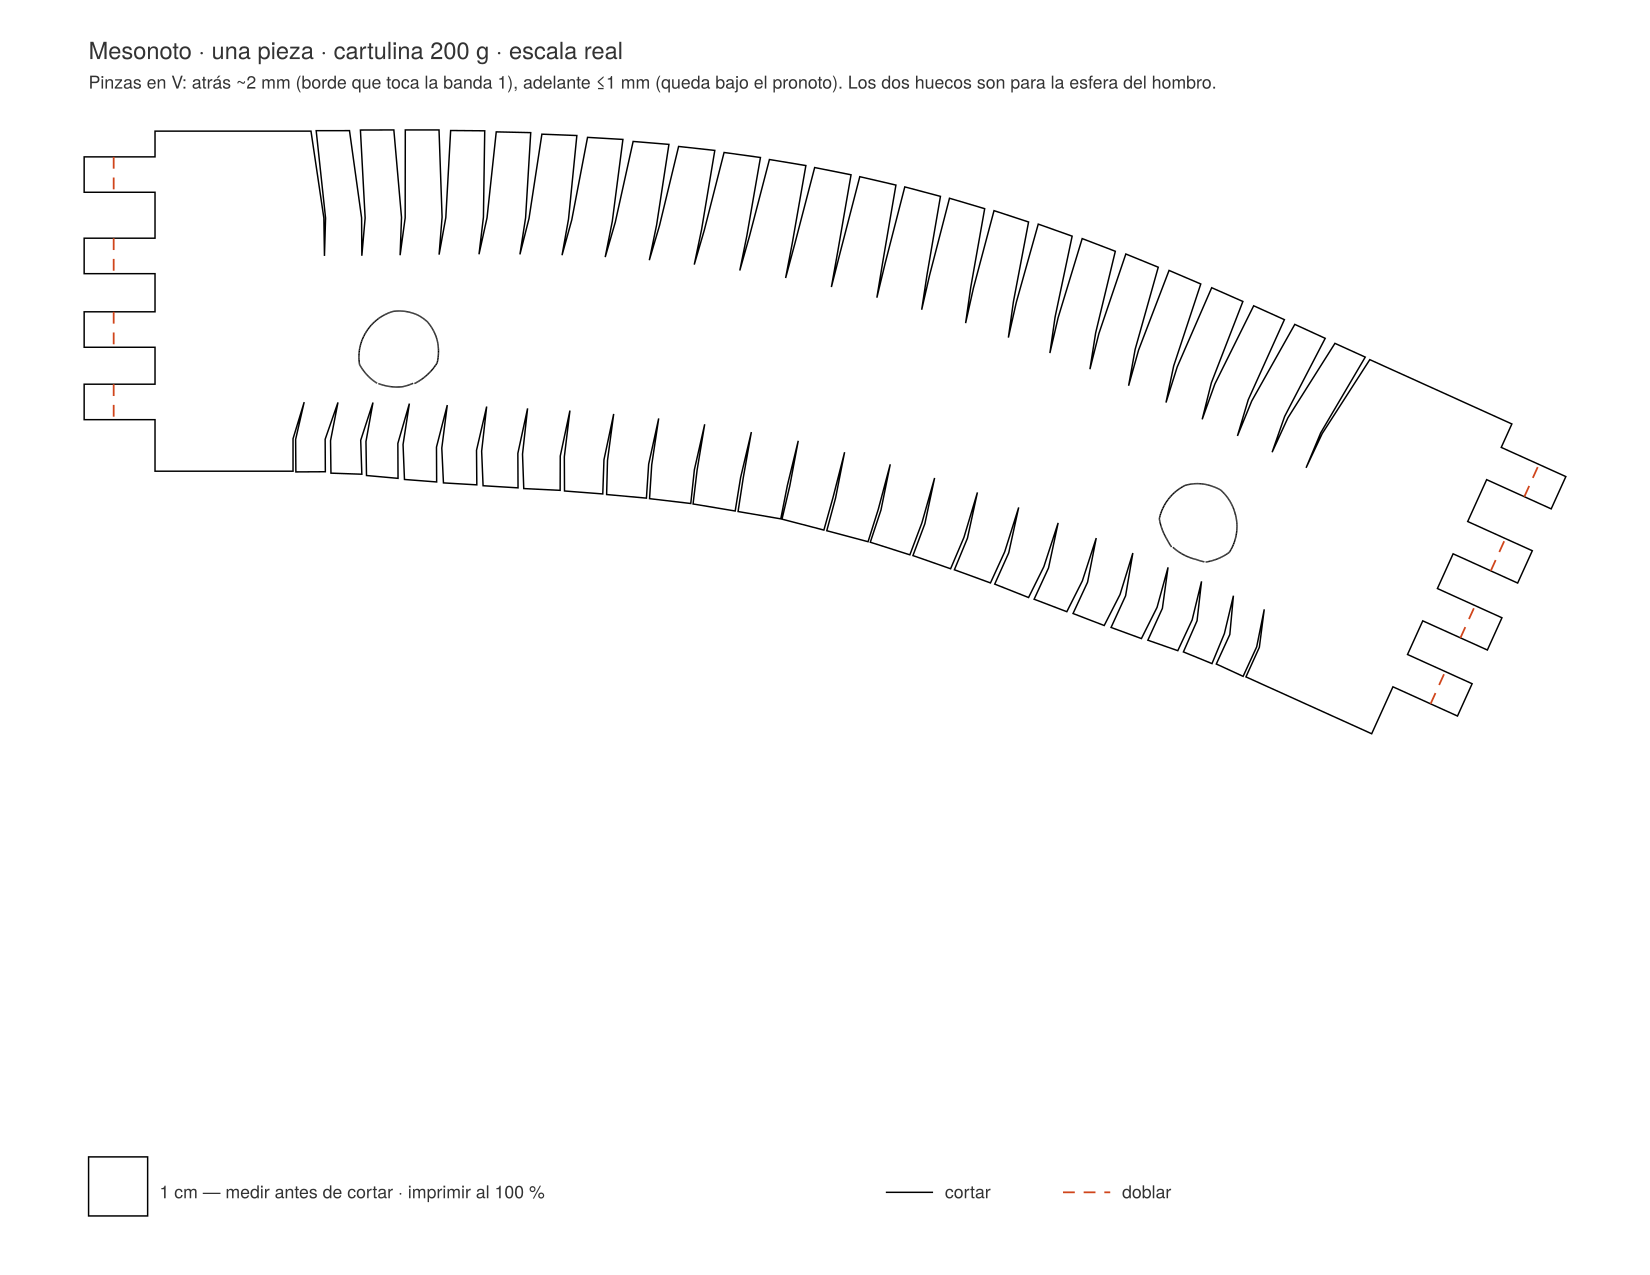 Mesonoto · una pieza · cartulina 200 g · escala real
Pinzas en V: atrás ~2 mm (borde que toca la banda 1), adelante ≤1 mm (queda bajo el pronoto). Los dos huecos son para la esfera del hombro.
1 cm — medir antes de cortar · imprimir al 100 %
cortar
doblar